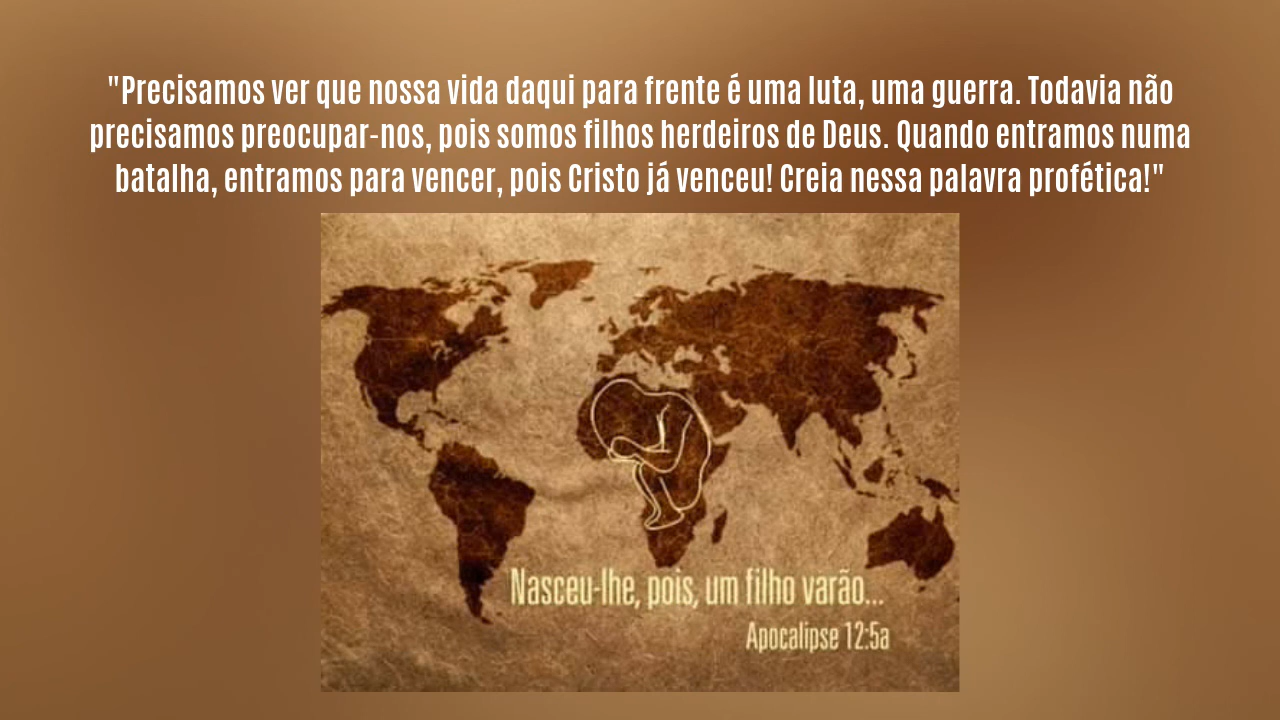 "Precisamos ver que nossa vida daqui para frente é uma luta, uma guerra. Todavia não
precisamos preocupar-nos, pois somos filhos herdeiros de Deus. Quando entramos numa
batalha, entramos para vencer, pois Cristo já venceu! Creia nessa palavra profética!"
Nasceu-lhe, pois, um filho varão...
Apocalipse 12:5a